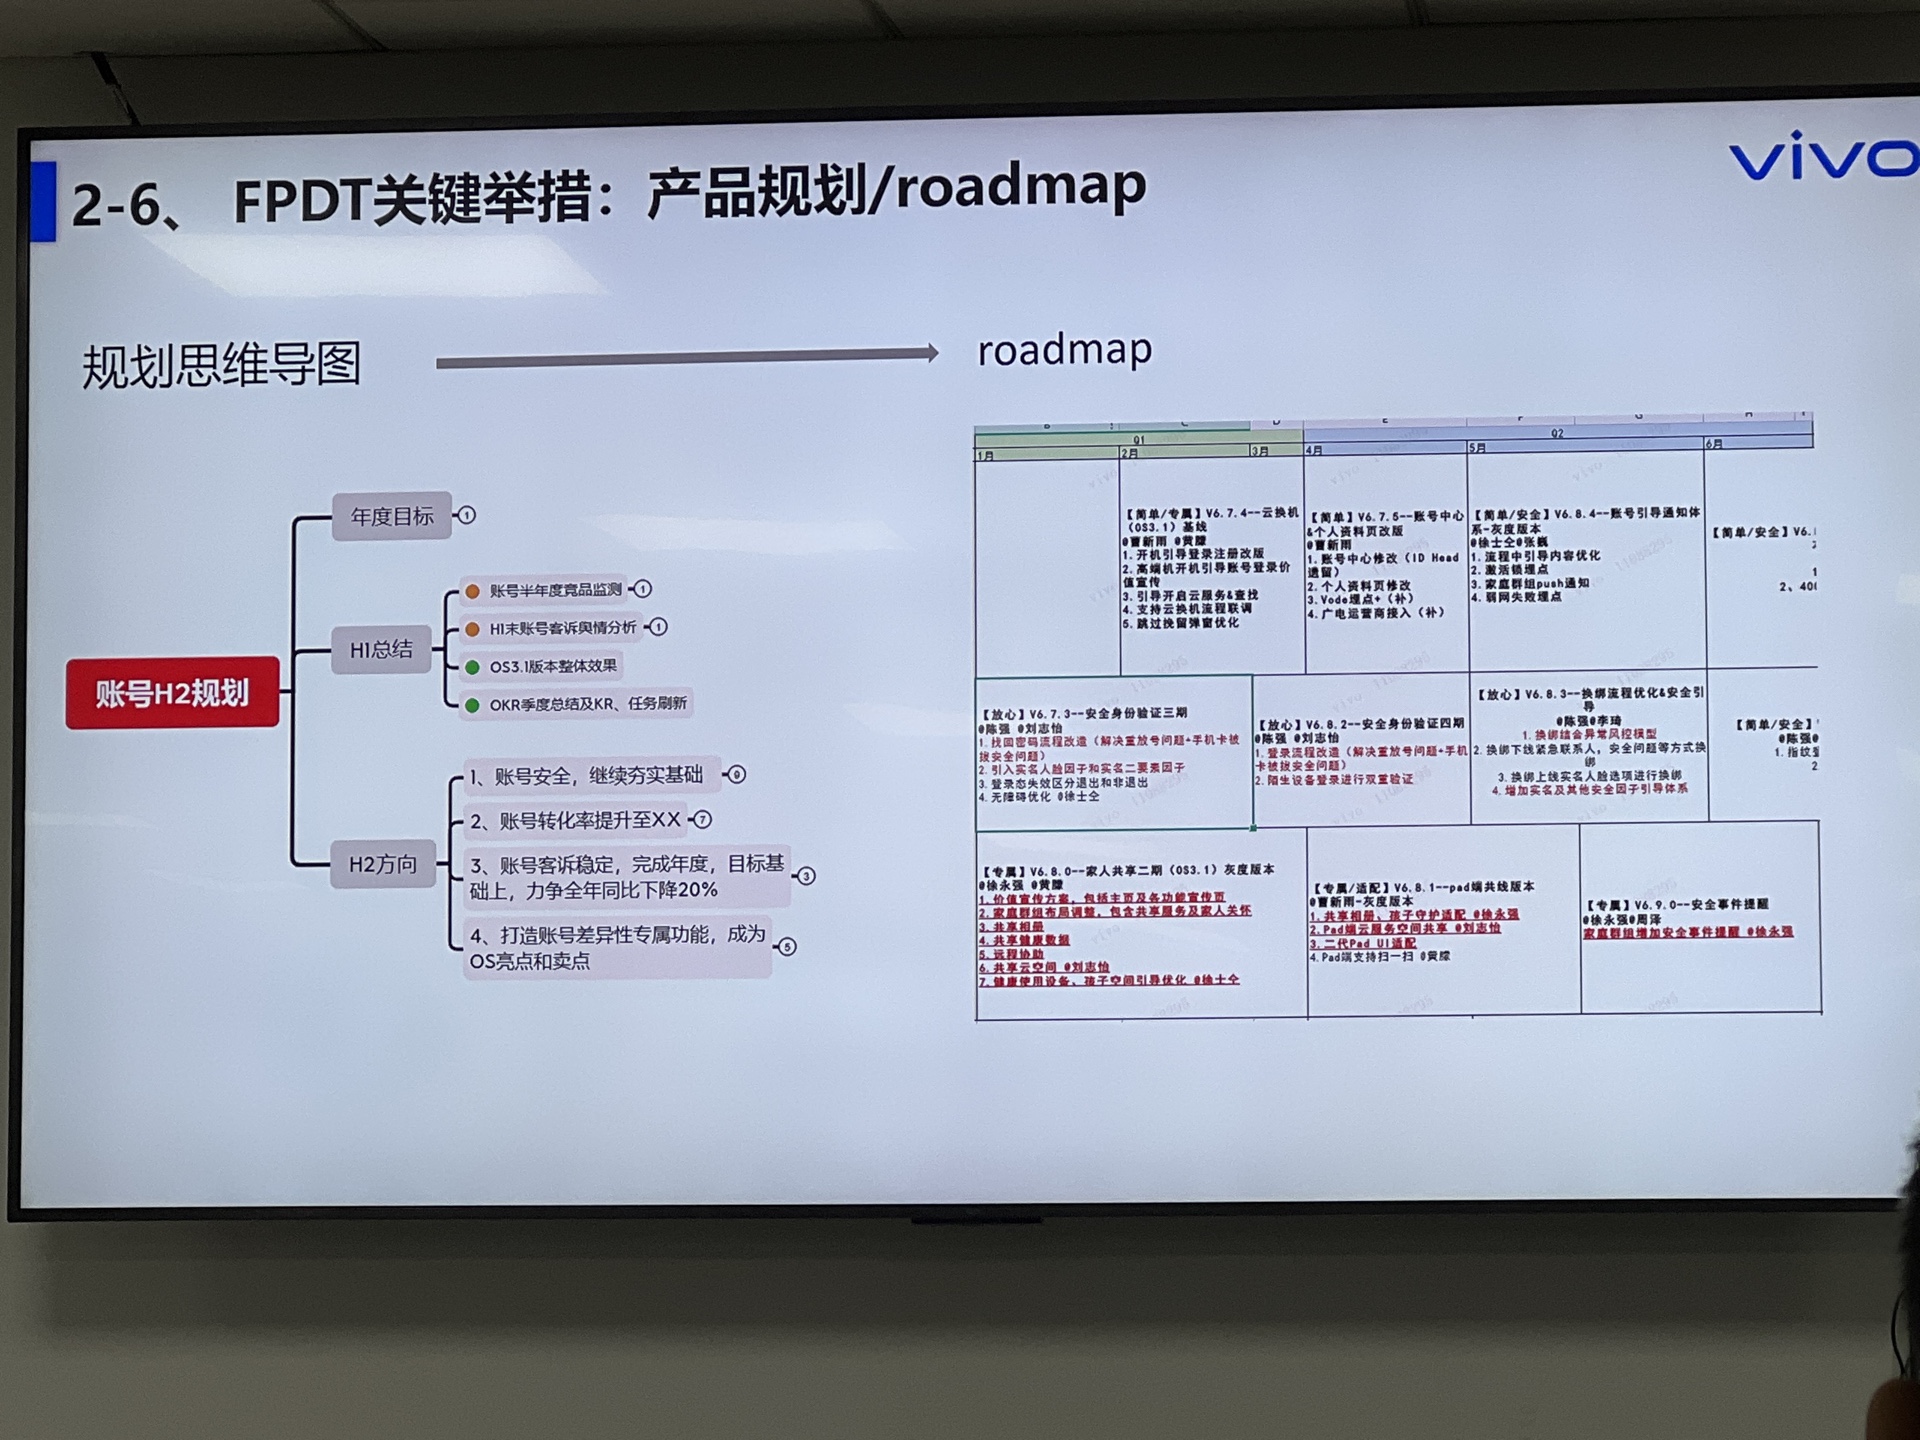 vivo
2-6、 FPDT关键举措：产品规划/roadmap
规划思维导图
roadmap
账号H2规划
年度目标
1
H1总结
账号半年度竞品监测
1
H1末账号客诉舆情分析
1
OS3.1版本整体效果
OKR季度总结及KR、任务刷新
H2方向
1、账号安全，继续夯实基础
9
2、账号转化率提升至XX
7
3、账号客诉稳定，完成年度，目标基
础上，力争全年同比下降20%
3
4、打造账号差异性专属功能，成为
OS亮点和卖点
5
Q1
Q2
1月
2月
3月
4月
5月
6月
【简单/专属】V6.7.4--云换机
（OS3.1）基线
@曹新雨 @黄朦
1. 开机引导登录注册改版
2. 高端机开机引导账号登录价
值宣传
3. 引导开启云服务&查找
4. 支持云换机流程联调
5. 跳过挽留弹窗优化
【简单】V6.7.5--账号中心
&个人资料页改版
@曹新雨
1. 账号中心修改（ID Head
遗留）
2. 个人资料页修改
3. Vode埋点+（补）
4. 广电运营商接入（补）
【简单/安全】V6.8.4--账号引导通知体
系-灰度版本
@徐士仝@张巍
1. 流程中引导内容优化
2. 激活锁埋点
3. 家庭群组push通知
4. 弱网失败埋点
【简单/安全】V6.
1
2、40
【放心】V6.7.3--安全身份验证三期
@陈强 @刘志怡
1. 找回密码流程改造（解决重放号问题+手机卡被
拔安全问题）
2. 引入实名人脸因子和实名二要素因子
3. 登录态失效区分退出和非退出
4. 无障碍优化 @徐士仝
【放心】V6.8.2--安全身份验证四期
@陈强 @刘志怡
1. 登录流程改造（解决重放号问题+手机
卡被拔安全问题）
2. 陌生设备登录进行双重验证
【放心】V6.8.3--换绑流程优化&安全引
导
@陈强@李琦
1. 换绑结合异常风控模型
2. 换绑下线紧急联系人，安全问题等方式换
绑
3. 换绑上线实名人脸选项进行换绑
4. 增加实名及其他安全因子引导体系
【简单/安全】
@陈强@
1. 指纹
2
【专属】V6.8.0--家人共享二期（OS3.1）灰度版本
@徐永强 @黄朦
1. 价值宣传方案，包括主页及各功能宣传页
2. 家庭群组布局调整，包含共享服务及家人关怀
3. 共享相册
4. 共享健康数据
5. 远程协助
6. 共享云空间 @刘志怡
7. 健康使用设备、孩子空间引导优化 @徐士仝
【专属/适配】V6.8.1--pad端共线版本
@曹新雨-灰度版本
1. 共享相册、孩子守护适配 @徐永强
2. Pad端云服务空间共享 @刘志怡
3. 二代Pad UI适配
4. Pad端支持扫一扫 @黄朦
【专属】V6.9.0--安全事件提醒
@徐永强@周泽
家庭群组增加安全事件提醒 @徐永强